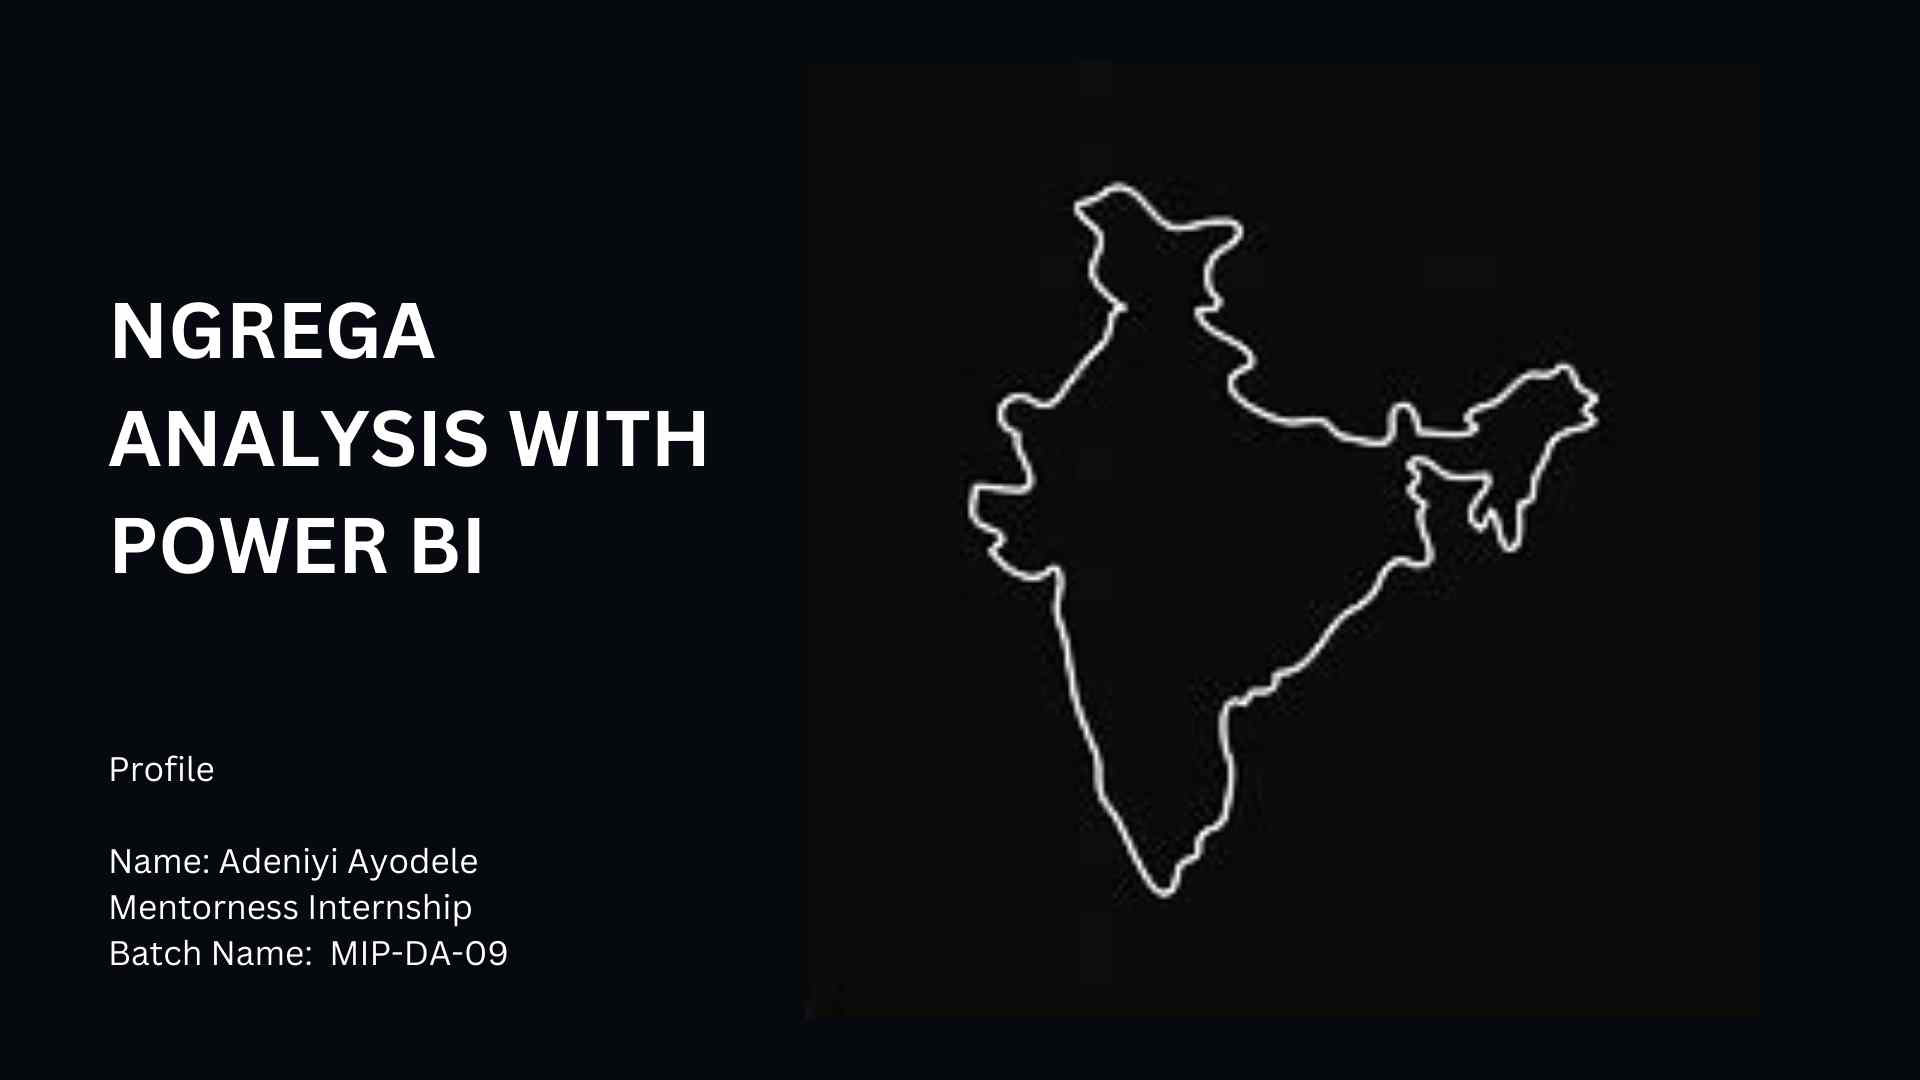 NGREGA
ANALYSIS WITH
POWER BI
Profile
Name: Adeniyi Ayodele
Mentorness Internship
Batch Name:  MIP-DA-09